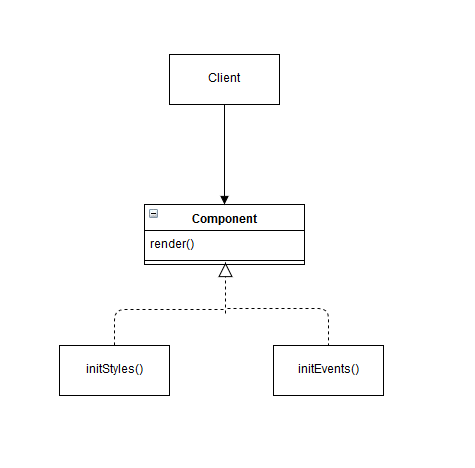 Client
Component
render()
initStyles()
initEvents()